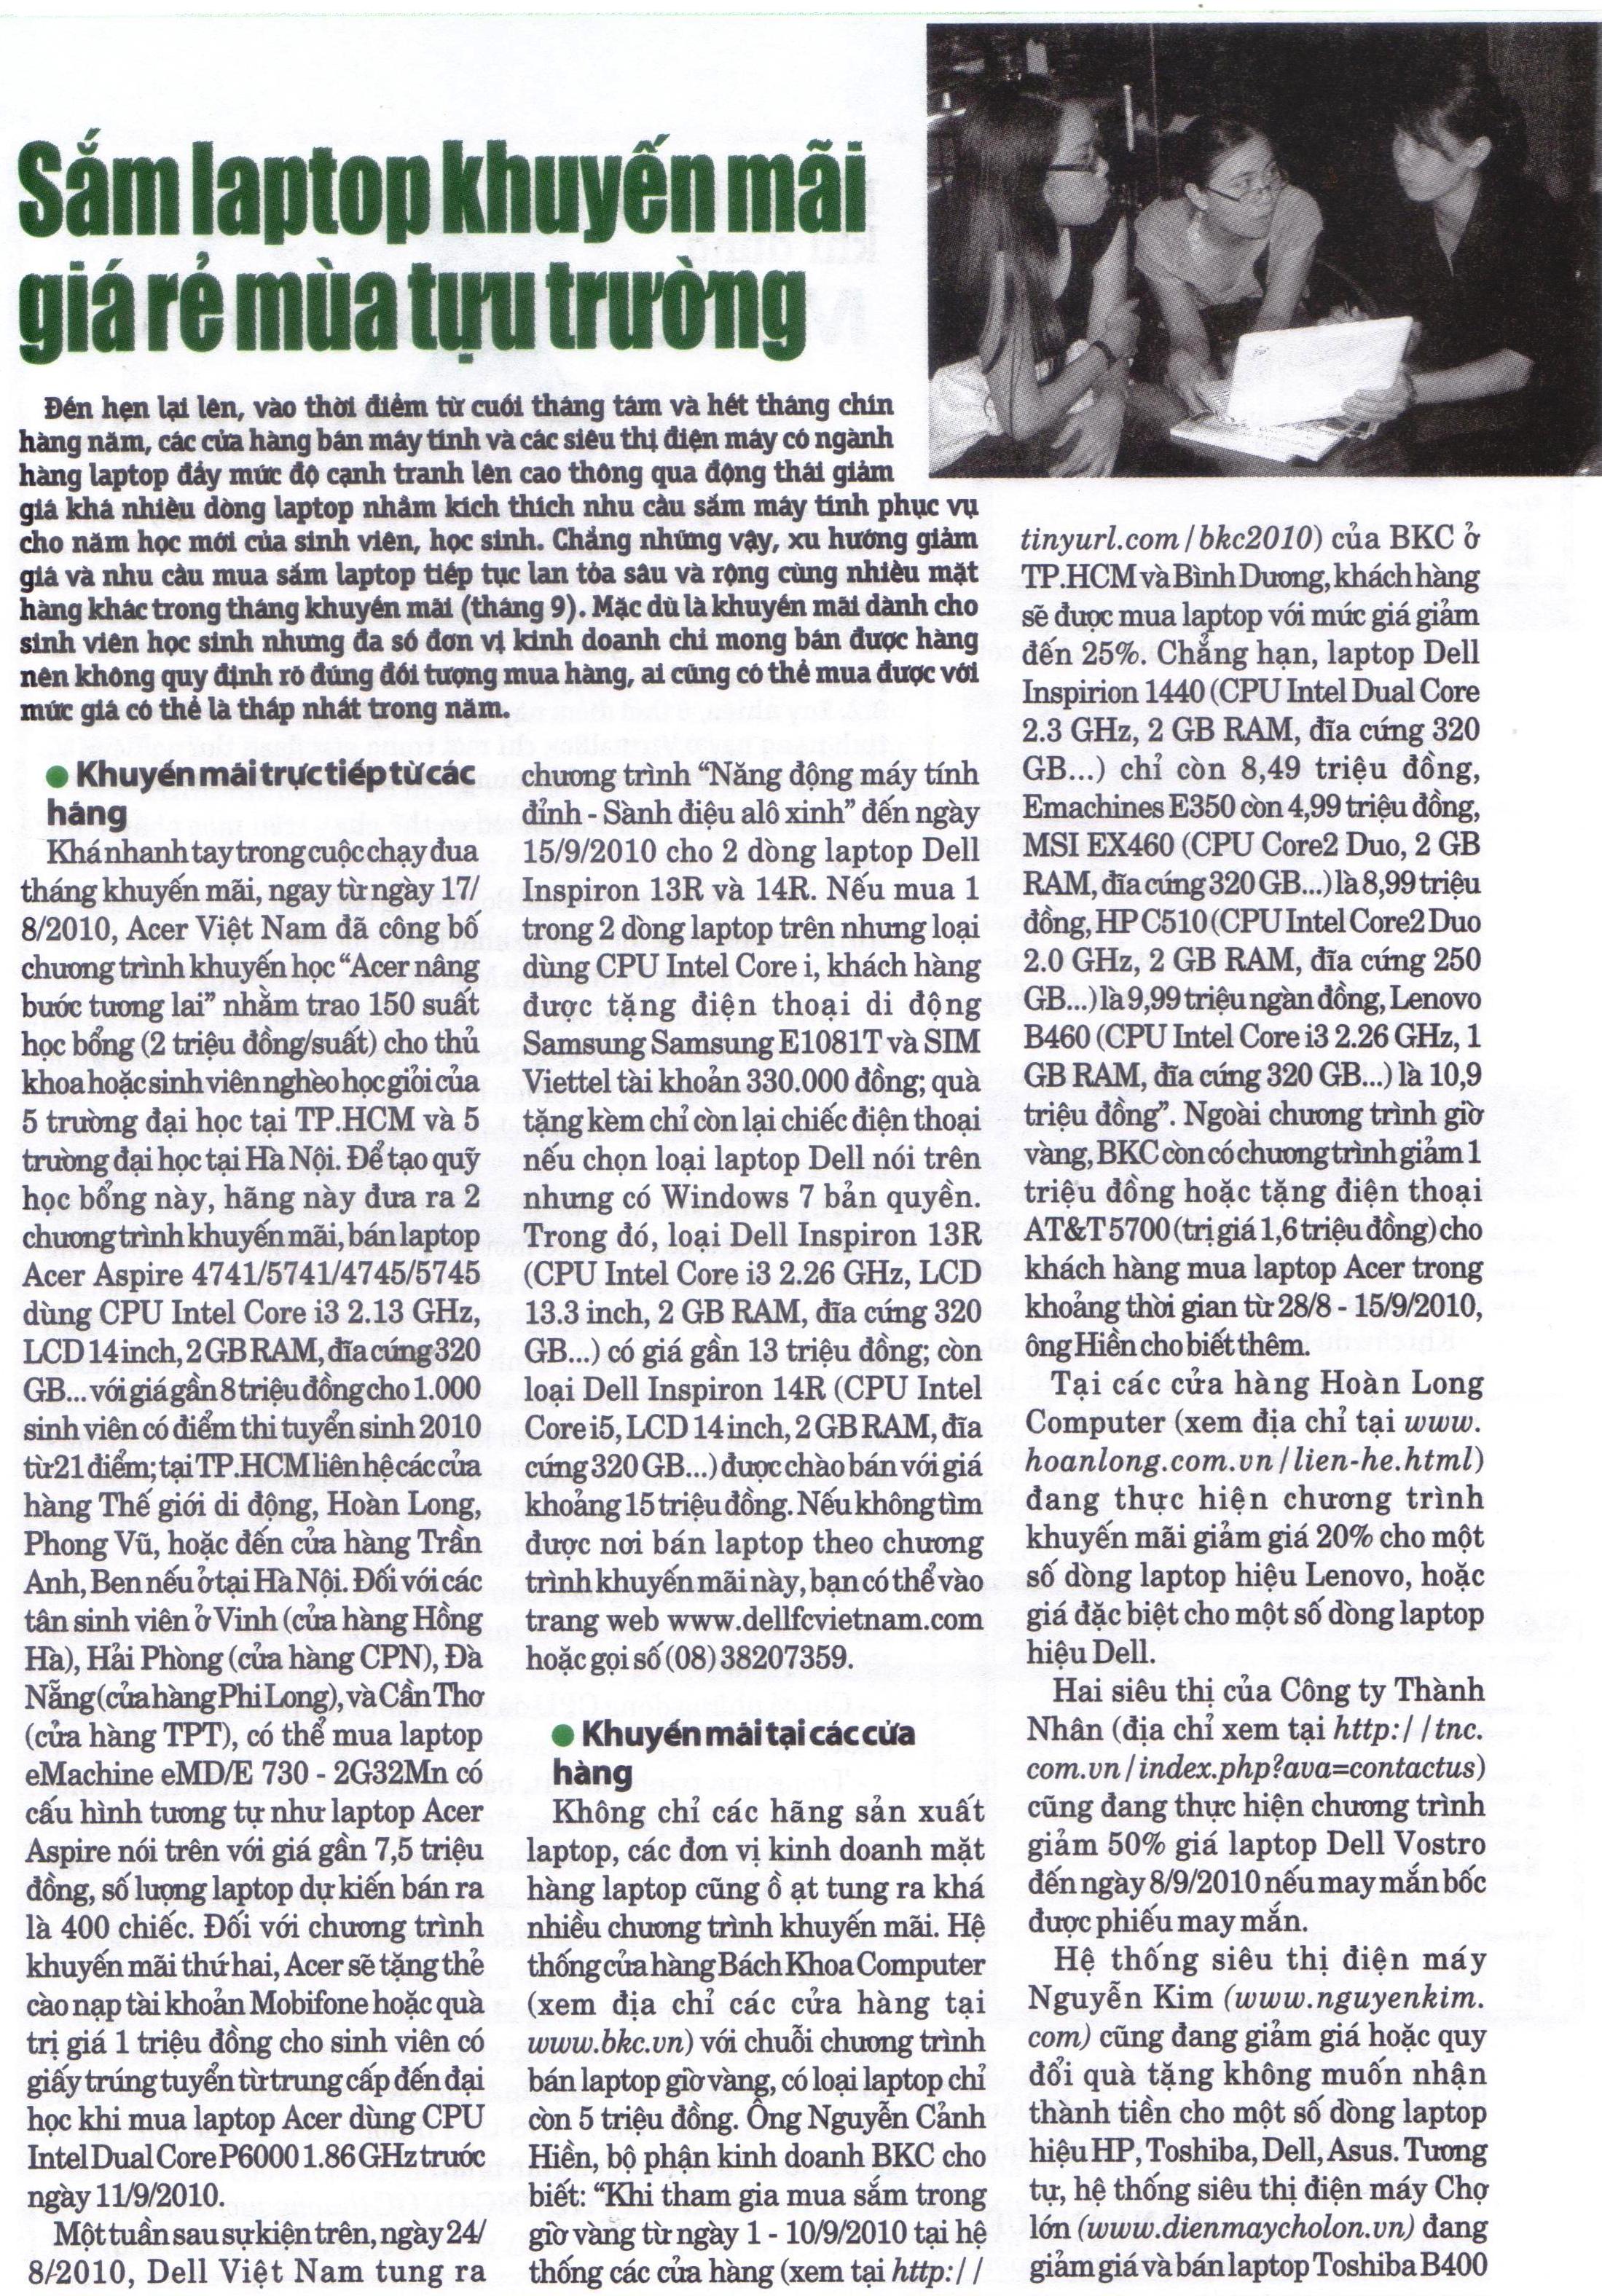 Sắm laptop khuyến mãi
giá rẻ mùa tựu trường
Đến hẹn lại lên, vào thời điểm từ cuối tháng tám và hết tháng chín
hàng năm, các cửa hàng bán máy tính và các siêu thị điện máy có ngành
hàng laptop đẩy mức độ cạnh tranh lên cao thông qua động thái giảm
giá khá nhiều dòng laptop nhằm kích thích nhu cầu sắm máy tính phục vụ
cho năm học mới của sinh viên, học sinh. Chẳng những vậy, xu hướng giảm
giá và nhu cầu mua sắm laptop tiếp tục lan tỏa sâu và rộng cùng nhiều mặt
hàng khác trong tháng khuyến mãi (tháng 9). Mặc dù là khuyến mãi dành cho
sinh viên học sinh nhưng đa số đơn vị kinh doanh chỉ mong bán được hàng
nên không quy định rõ đúng đối tượng mua hàng, ai cũng có thể mua được với
mức giá có thể là thấp nhất trong năm.
● Khuyến mãi trực tiếp từ các
hãng
Khá nhanh tay trong cuộc chạy đua
tháng khuyến mãi, ngay từ ngày 17/
8/2010, Acer Việt Nam đã công bố
chương trình khuyến học “Acer nâng
bước tương lai” nhằm trao 150 suất
học bổng (2 triệu đồng/suất) cho thủ
khoa hoặc sinh viên nghèo học giỏi của
5 trường đại học tại TP.HCM và 5
trường đại học tại Hà Nội. Để tạo quỹ
học bổng này, hãng này đưa ra 2
chương trình khuyến mãi, bán laptop
Acer Aspire 4741/5741/4745/5745
dùng CPU Intel Core i3 2.13 GHz,
LCD 14 inch, 2 GB RAM, đĩa cứng 320
GB... với giá gần 8 triệu đồng cho 1.000
sinh viên có điểm thi tuyển sinh 2010
từ 21 điểm; tại TP.HCM liên hệ các cửa
hàng Thế giới di động, Hoàn Long,
Phong Vũ, hoặc đến cửa hàng Trần
Anh, Ben nếu ở tại Hà Nội. Đối với các
tân sinh viên ở Vinh (cửa hàng Hồng
Hà), Hải Phòng (cửa hàng CPN), Đà
Nẵng (cửa hàng Phi Long), và Cần Thơ
(cửa hàng TPT), có thể mua laptop
eMachine eMD/E 730 - 2G32Mn có
cấu hình tương tự như laptop Acer
Aspire nói trên với giá gần 7,5 triệu
đồng, số lượng laptop dự kiến bán ra
là 400 chiếc. Đối với chương trình
khuyến mãi thứ hai, Acer sẽ tặng thẻ
cào nạp tài khoản Mobifone hoặc quà
trị giá 1 triệu đồng cho sinh viên có
giấy trúng tuyển từ trung cấp đến đại
học khi mua laptop Acer dùng CPU
Intel Dual Core P6000 1.86 GHz trước
ngày 11/9/2010.
Một tuần sau sự kiện trên, ngày 24/
8/2010, Dell Việt Nam tung ra
chương trình “Năng động máy tính
đỉnh - Sành điệu alô xinh” đến ngày
15/9/2010 cho 2 dòng laptop Dell
Inspiron 13R và 14R. Nếu mua 1
trong 2 dòng laptop trên nhưng loại
dùng CPU Intel Core i, khách hàng
được tặng điện thoại di động
Samsung Samsung E1081T và SIM
Viettel tài khoản 330.000 đồng; quà
tặng kèm chỉ còn lại chiếc điện thoại
nếu chọn loại laptop Dell nói trên
nhưng có Windows 7 bản quyền.
Trong đó, loại Dell Inspiron 13R
(CPU Intel Core i3 2.26 GHz, LCD
13.3 inch, 2 GB RAM, đĩa cứng 320
GB...) có giá gần 13 triệu đồng; còn
loại Dell Inspiron 14R (CPU Intel
Core i5, LCD 14 inch, 2 GB RAM, đĩa
cứng 320 GB...) được chào bán với giá
khoảng 15 triệu đồng. Nếu không tìm
được nơi bán laptop theo chương
trình khuyến mãi này, bạn có thể vào
trang web www.dellfcvietnam.com
hoặc gọi số (08) 38207359.
● Khuyến mãi tại các cửa
hàng
Không chỉ các hãng sản xuất
laptop, các đơn vị kinh doanh mặt
hàng laptop cũng ồ ạt tung ra khá
nhiều chương trình khuyến mãi. Hệ
thống cửa hàng Bách Khoa Computer
(xem địa chỉ các cửa hàng tại
www.bkc.vn) với chuỗi chương trình
bán laptop giờ vàng, có loại laptop chỉ
còn 5 triệu đồng. Ông Nguyễn Cảnh
Hiền, bộ phận kinh doanh BKC cho
biết: “Khi tham gia mua sắm trong
giờ vàng từ ngày 1 - 10/9/2010 tại hệ
thống các cửa hàng (xem tại http://
tinyurl.com/bkc2010) của BKC ở
TP.HCM và Bình Dương, khách hàng
sẽ được mua laptop với mức giá giảm
đến 25%. Chẳng hạn, laptop Dell
Inspirion 1440 (CPU Intel Dual Core
2.3 GHz, 2 GB RAM, đĩa cứng 320
GB...) chỉ còn 8,49 triệu đồng,
Emachines E350 còn 4,99 triệu đồng,
MSI EX460 (CPU Core2 Duo, 2 GB
RAM, đĩa cứng 320 GB...) là 8,99 triệu
đồng, HP C510 (CPU Intel Core2 Duo
2.0 GHz, 2 GB RAM, đĩa cứng 250
GB...) là 9,99 triệu ngàn đồng, Lenovo
B460 (CPU Intel Core i3 2.26 GHz, 1
GB RAM, đĩa cứng 320 GB...) là 10,9
triệu đồng”. Ngoài chương trình giờ
vàng, BKC còn có chương trình giảm 1
triệu đồng hoặc tặng điện thoại
AT&T 5700 (trị giá 1,6 triệu đồng) cho
khách hàng mua laptop Acer trong
khoảng thời gian từ 28/8 - 15/9/2010,
ông Hiền cho biết thêm.
Tại các cửa hàng Hoàn Long
Computer (xem địa chỉ tại www.
hoanlong.com.vn/lien-he.html)
đang thực hiện chương trình
khuyến mãi giảm giá 20% cho một
số dòng laptop hiệu Lenovo, hoặc
giá đặc biệt cho một số dòng laptop
hiệu Dell.
Hai siêu thị của Công ty Thành
Nhân (địa chỉ xem tại http://tnc.
com.vn/index.php?ava=contactus)
cũng đang thực hiện chương trình
giảm 50% giá laptop Dell Vostro
đến ngày 8/9/2010 nếu may mắn bốc
được phiếu may mắn.
Hệ thống siêu thị điện máy
Nguyễn Kim (www.nguyenkim.
com) cũng đang giảm giá hoặc quy
đổi quà tặng không muốn nhận
thành tiền cho một số dòng laptop
hiệu HP, Toshiba, Dell, Asus. Tương
tự, hệ thống siêu thị điện máy Chợ
lớn (www.dienmaycholon.vn) đang
giảm giá và bán laptop Toshiba B400